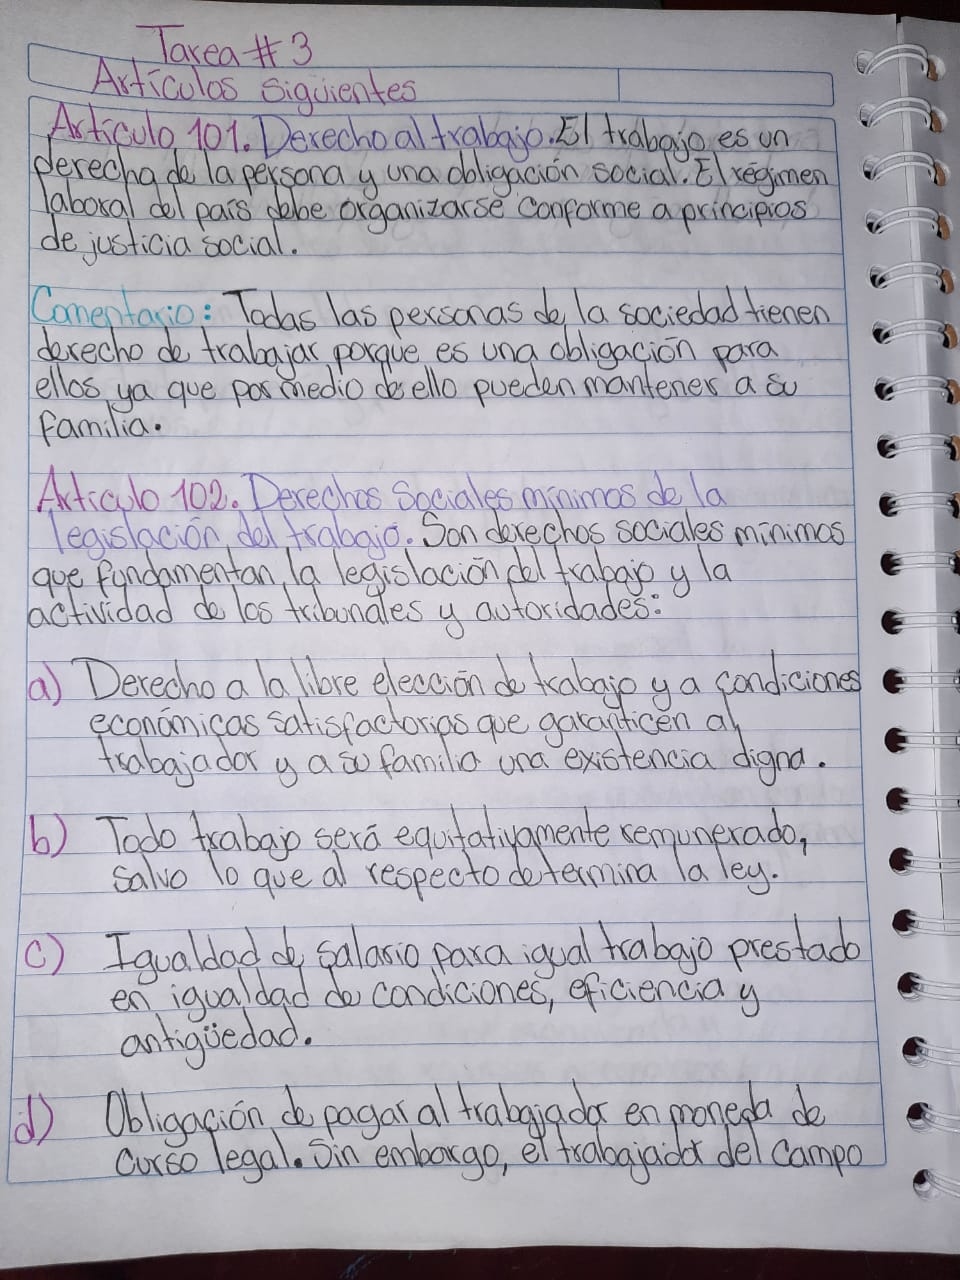 Tarea # 3
Artículos siguientes
Artículo 101. Derecho al trabajo. El trabajo es un
derecho de la persona y una obligación social. El régimen
laboral del país debe organizarse conforme a principios
de justicia social.
Comentario: Todas las personas de la sociedad tienen
derecho de trabajar porque es una obligación para
ellos, ya que por medio de ello pueden mantener a su
familia.
Artículo 102. Derechos Sociales mínimos de la
legislación del trabajo. Son derechos sociales mínimos
que fundamentan la legislación del trabajo y la
actividad de los tribunales y autoridades:
a) Derecho a la libre elección de trabajo y a condiciones
económicas satisfactorias que garanticen al
trabajador y a su familia una existencia digna.
b) Todo trabajo será equitativamente remunerado,
salvo lo que al respecto determina la ley.
c) Igualdad de salario para igual trabajo prestado
en igualdad de condiciones, eficiencia y
antigüedad.
d) Obligación de pagar al trabajador en moneda de
curso legal. Sin embargo, el trabajador del campo